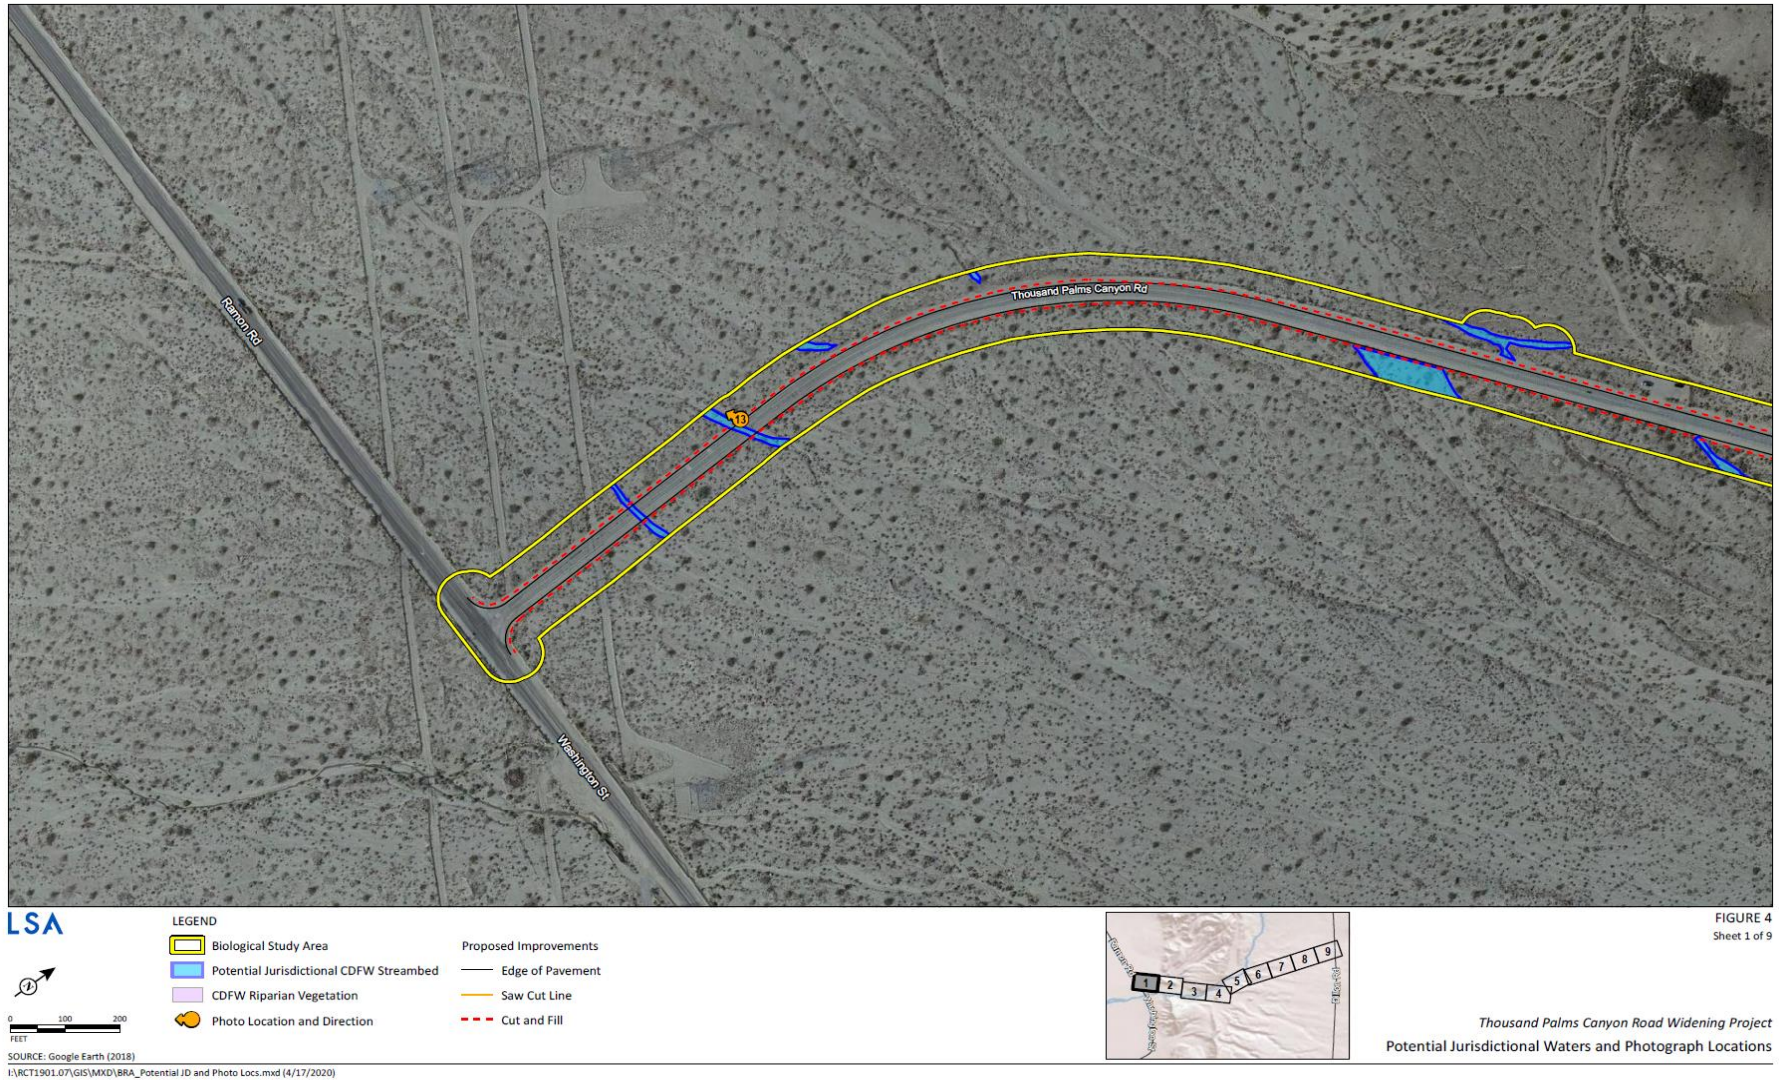 Ramon Rd
Thousand Palms Canyon Rd
13
Washington St
LSA
LEGEND
Biological Study Area
Potential Jurisdictional CDFW Streambed
CDFW Riparian Vegetation
Photo Location and Direction
Proposed Improvements
Edge of Pavement
Saw Cut Line
Cut and Fill
N
0 100 200
FEET
SOURCE: Google Earth (2018)
I:\RCT1901.07\GIS\MXD\BRA_Potential JD and Photo Locs.mxd (4/17/2020)
Ramon Rd
1 2 3 4 5 6 7 8 9
Dillon Rd
FIGURE 4
Sheet 1 of 9
Thousand Palms Canyon Road Widening Project
Potential Jurisdictional Waters and Photograph Locations